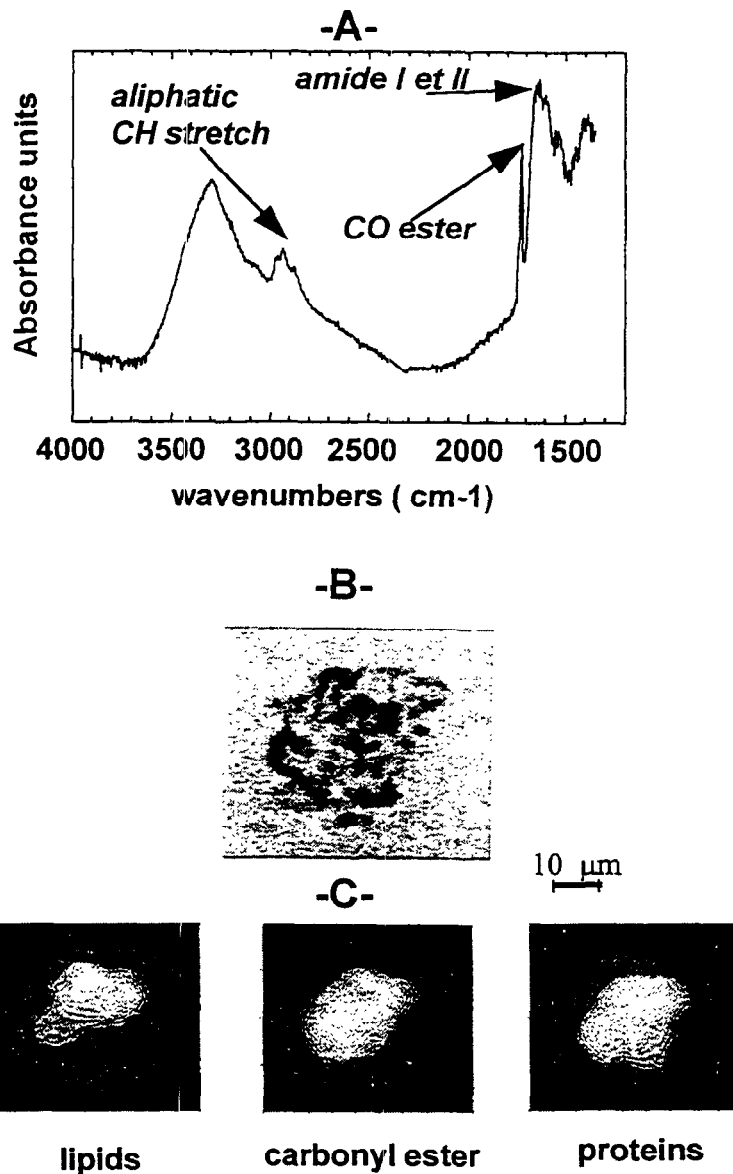 -A-
aliphatic
CH stretch
amide I et II
CO ester
Absorbance units
4000 3500 3000 2500 2000 1500
wavenumbers ( cm-1)
-B-
10 μm
-C-
lipids carbonyl ester proteins